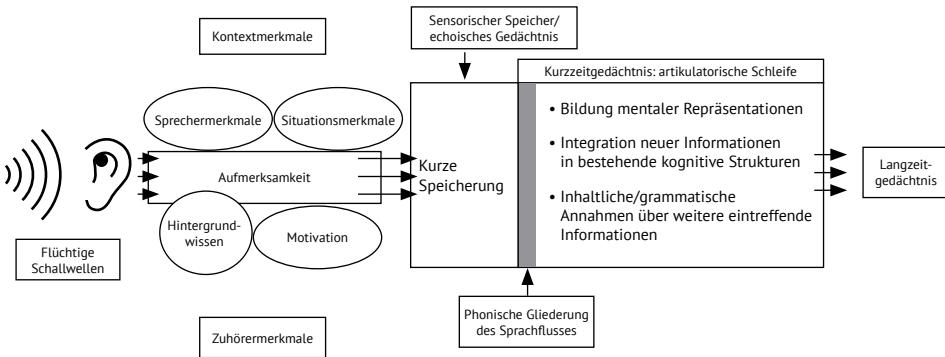 Kontextmerkmale
Sensorischer Speicher/
echoisches Gedächtnis
Kurzzeitgedächtnis: artikulatorische Schleife
Sprechermerkmale
Situationsmerkmale
Aufmerksamkeit
Hintergrund-
wissen
Motivation
Flüchtige
Schallwellen
Zuhörermerkmale
Kurze
Speicherung
• Bildung mentaler Repräsentationen
• Integration neuer Informationen
in bestehende kognitive Strukturen
• Inhaltliche/grammatische
Annahmen über weitere eintreffende
Informationen
Phonische Gliederung
des Sprachflusses
Langzeit-
gedächtnis